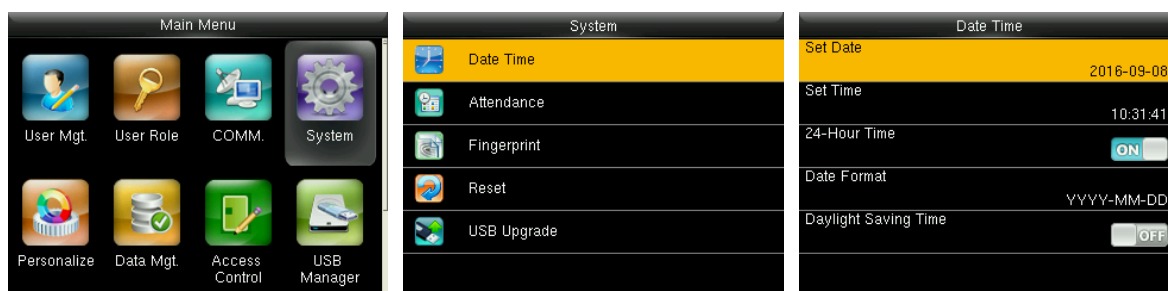 Main Menu
User Mgt.
User Role
COMM.
System
Personalize
Data Mgt.
Access
Control
USB
Manager
System
Date Time
Attendance
Fingerprint
Reset
USB Upgrade
Date Time
Set Date
2016-09-08
Set Time
10:31:41
24-Hour Time
ON
Date Format
YYYY-MM-DD
Daylight Saving Time
OFF